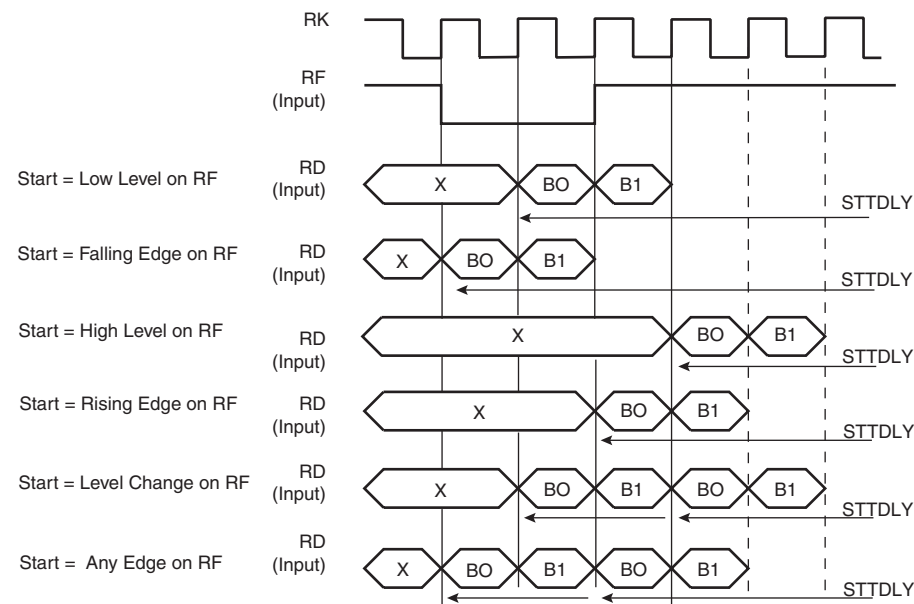 RK
RF
(Input)
Start = Low Level on RF
RD
(Input)
X
BO
B1
STTDLY
Start = Falling Edge on RF
RD
(Input)
X
BO
B1
STTDLY
Start = High Level on RF
RD
(Input)
X
BO
B1
STTDLY
Start = Rising Edge on RF
RD
(Input)
X
BO
B1
STTDLY
Start = Level Change on RF
RD
(Input)
X
BO
B1
BO
B1
STTDLY
Start = Any Edge on RF
RD
(Input)
X
BO
B1
BO
B1
STTDLY